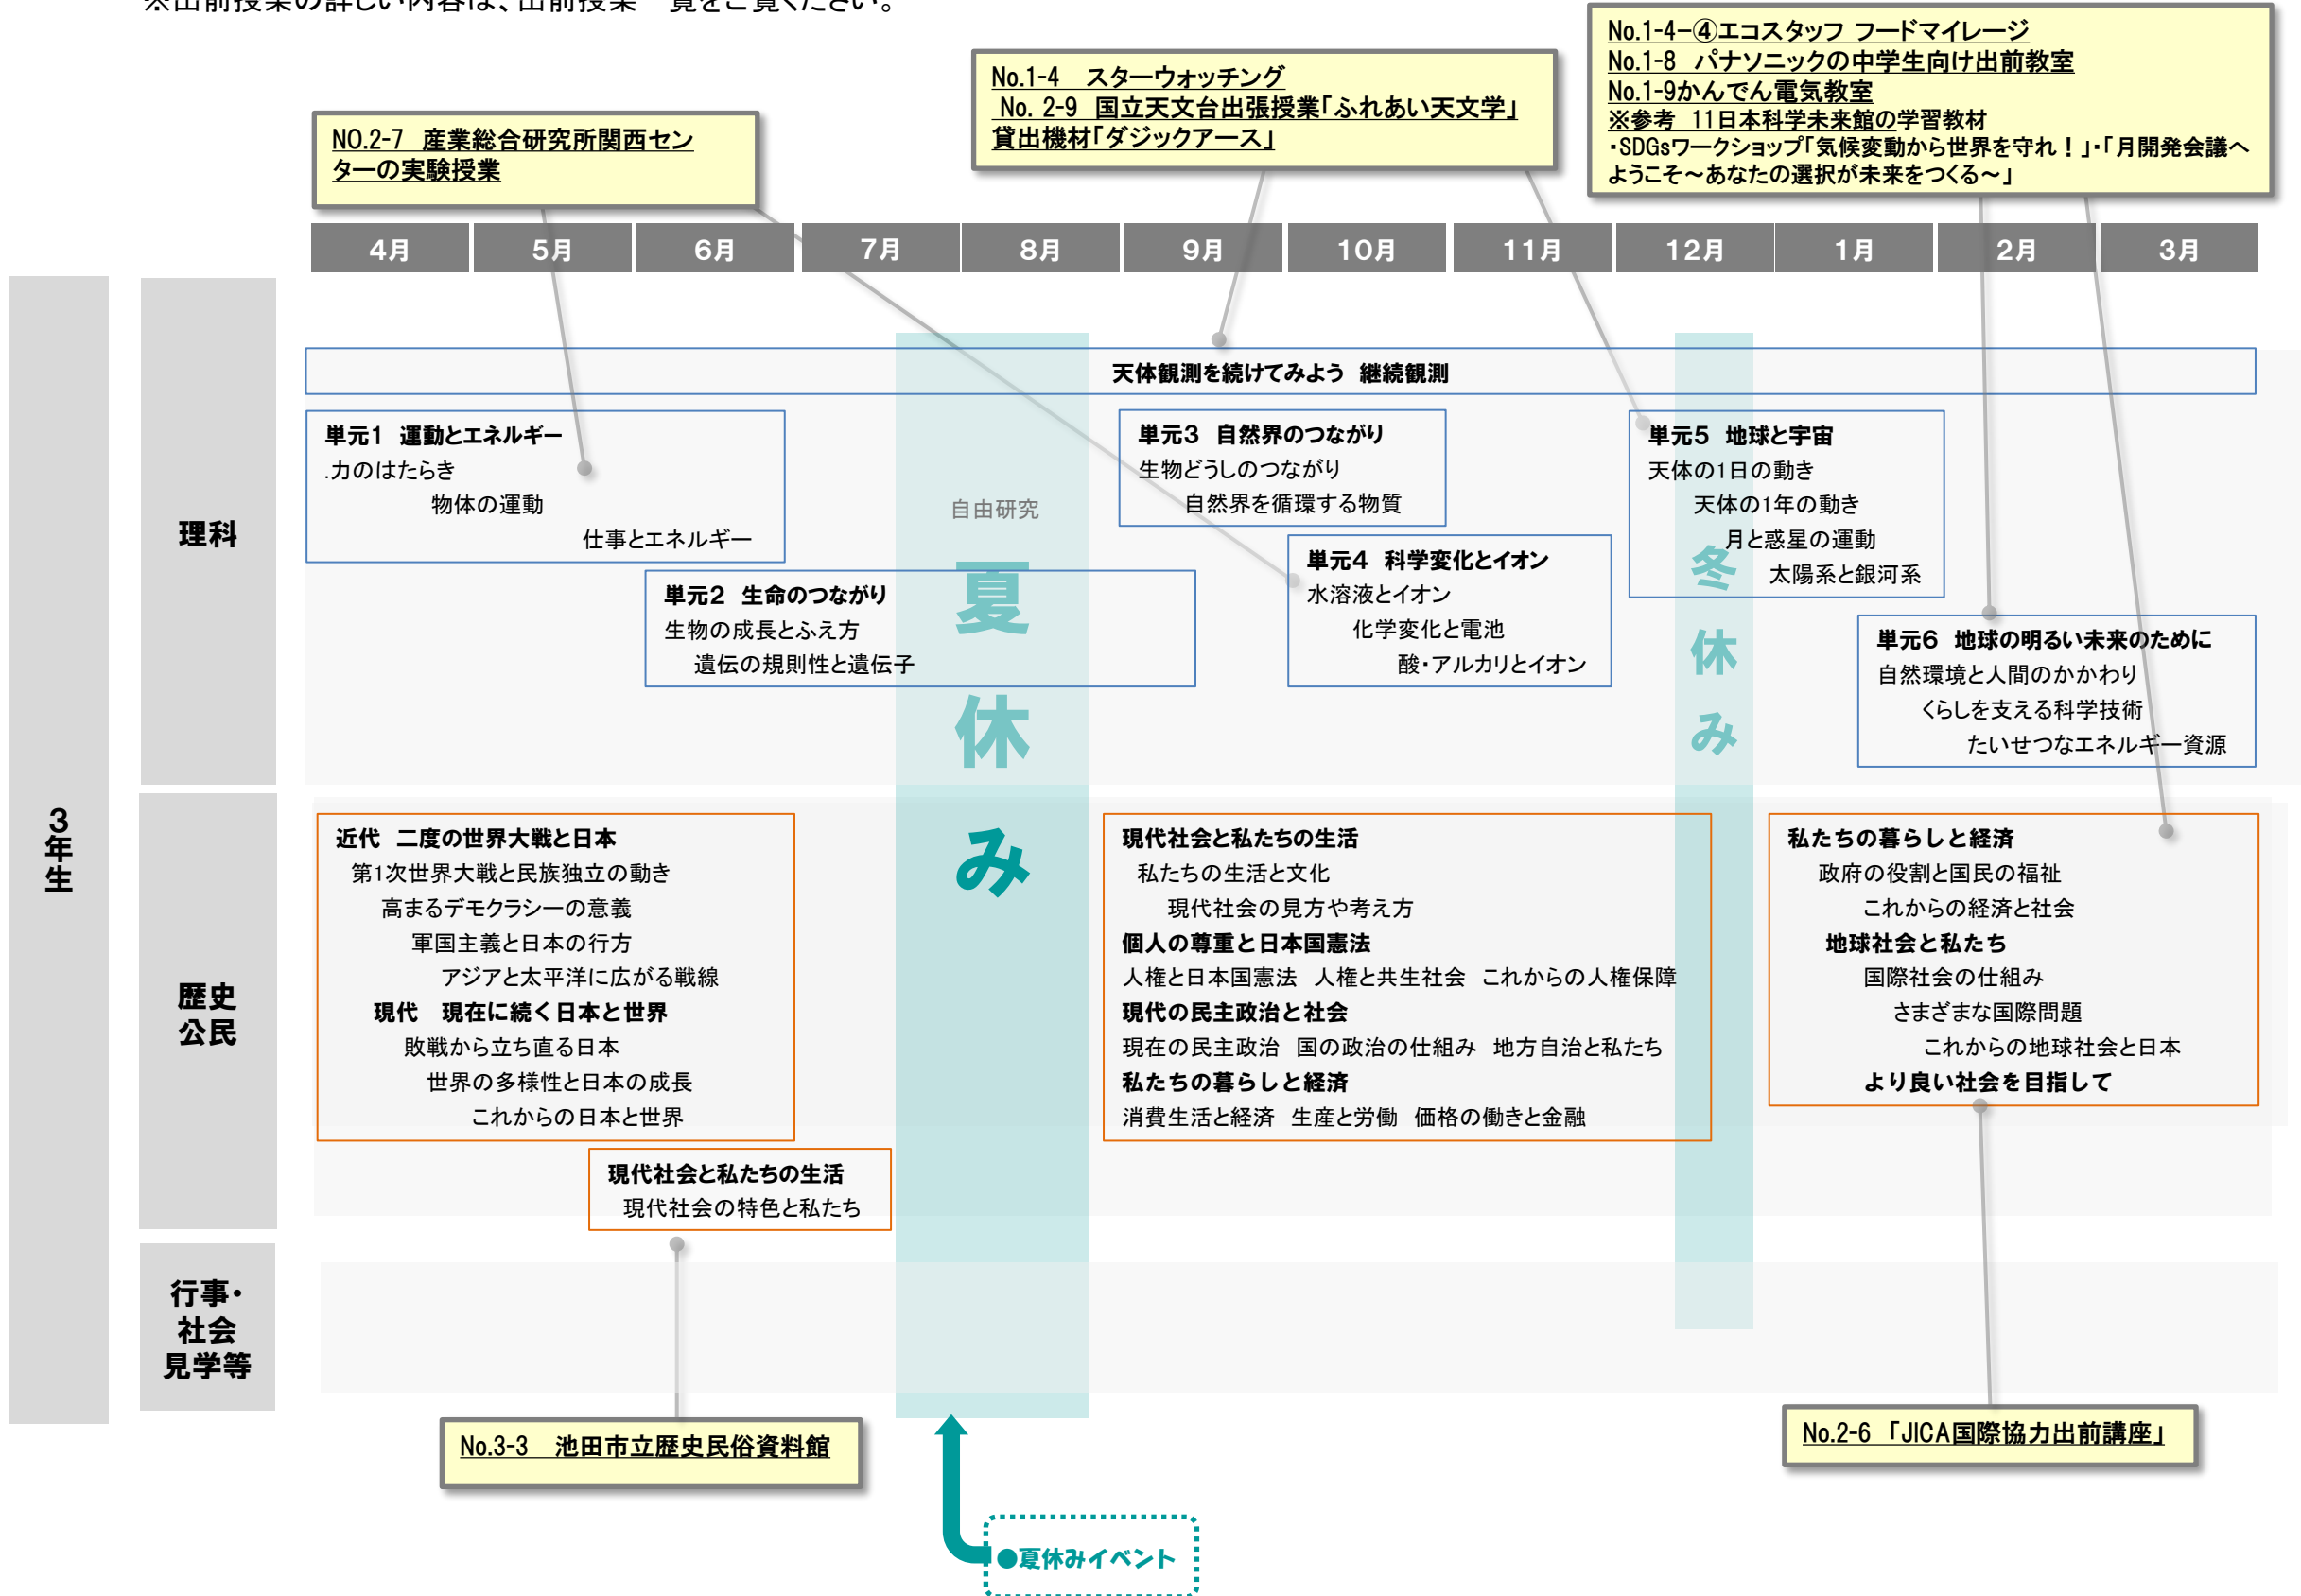 ※出前授業の詳しい内容は、出前授業一覧をご覧ください。
No.1-4-④エコスタッフ フードマイレージ
No.1-8 パナソニックの中学生向け出前教室
No.1-9かんでん電気教室
※参考 11日本科学未来館の学習教材
・SDGsワークショップ「気候変動から世界を守れ！」・「月開発会議へ
ようこそ～あなたの選択が未来をつくる～」
No.1-4 スターウォッチング
No. 2-9 国立天文台出張授業「ふれあい天文学」
貸出機材「ダジックアース」
NO.2-7 産業総合研究所関西セン
ターの実験授業
4月 5月 6月 7月 8月 9月 10月 11月 12月 1月 2月 3月
3年生
理科
天体観測を続けてみよう 継続観測
単元1 運動とエネルギー
.力のはたらき
物体の運動
仕事とエネルギー
単元2 生命のつながり
生物の成長とふえ方
遺伝の規則性と遺伝子
自由研究
夏休み
単元3 自然界のつながり
生物どうしのつながり
自然界を循環する物質
単元4 科学変化とイオン
水溶液とイオン
化学変化と電池
酸・アルカリとイオン
単元5 地球と宇宙
天体の1日の動き
天体の1年の動き
月と惑星の運動
太陽系と銀河系
冬休み
単元6 地球の明るい未来のために
自然環境と人間のかかわり
くらしを支える科学技術
たいせつなエネルギー資源
歴史
公民
近代 二度の世界大戦と日本
第1次世界大戦と民族独立の動き
高まるデモクラシーの意義
軍国主義と日本の行方
アジアと太平洋に広がる戦線
現代 現在に続く日本と世界
敗戦から立ち直る日本
世界の多様性と日本の成長
これからの日本と世界
現代社会と私たちの生活
現代社会の特色と私たち
現代社会と私たちの生活
私たちの生活と文化
現代社会の見方や考え方
個人の尊重と日本国憲法
人権と日本国憲法 人権と共生社会 これからの人権保障
現代の民主政治と社会
現在の民主政治 国の政治の仕組み 地方自治と私たち
私たちの暮らしと経済
消費生活と経済 生産と労働 価格の働きと金融
私たちの暮らしと経済
政府の役割と国民の福祉
これからの経済と社会
地球社会と私たち
国際社会の仕組み
さまざまな国際問題
これからの地球社会と日本
より良い社会を目指して
行事・
社会
見学等
No.3-3 池田市立歴史民俗資料館
No.2-6 「JICA国際協力出前講座」
●夏休みイベント